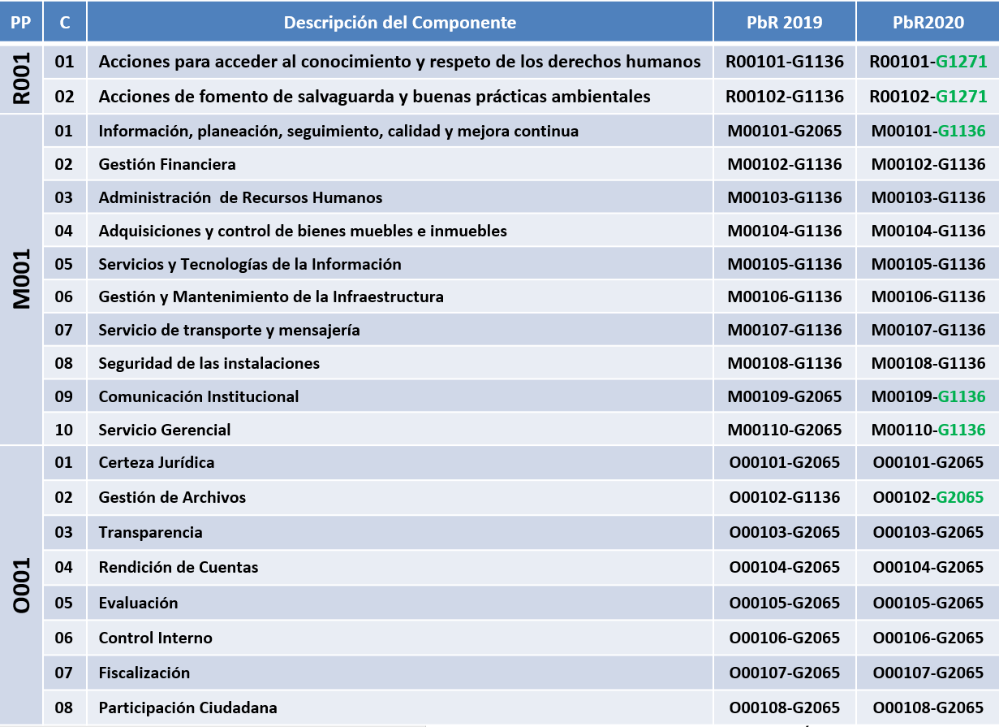 PP C Descripción del Componente PbR 2019 PbR2020
R001
01 Acciones para acceder al conocimiento y respeto de los derechos humanos R00101-G1136 R00101-G1271
02 Acciones de fomento de salvaguarda y buenas prácticas ambientales R00102-G1136 R00102-G1271
M001
01 Información, planeación, seguimiento, calidad y mejora continua M00101-G2065 M00101-G1136
02 Gestión Financiera M00102-G1136 M00102-G1136
03 Administración de Recursos Humanos M00103-G1136 M00103-G1136
04 Adquisiciones y control de bienes muebles e inmuebles M00104-G1136 M00104-G1136
05 Servicios y Tecnologías de la Información M00105-G1136 M00105-G1136
06 Gestión y Mantenimiento de la Infraestructura M00106-G1136 M00106-G1136
07 Servicio de transporte y mensajería M00107-G1136 M00107-G1136
08 Seguridad de las instalaciones M00108-G1136 M00108-G1136
09 Comunicación Institucional M00109-G2065 M00109-G1136
10 Servicio Gerencial M00110-G2065 M00110-G1136
O001
01 Certeza Jurídica O00101-G2065 O00101-G2065
02 Gestión de Archivos O00102-G1136 O00102-G2065
03 Transparencia O00103-G2065 O00103-G2065
04 Rendición de Cuentas O00104-G2065 O00104-G2065
05 Evaluación O00105-G2065 O00105-G2065
06 Control Interno O00106-G2065 O00106-G2065
07 Fiscalización O00107-G2065 O00107-G2065
08 Participación Ciudadana O00108-G2065 O00108-G2065